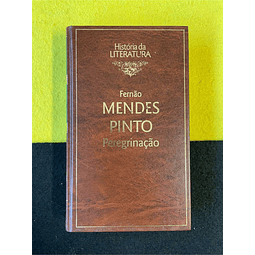 História da
LITERATURA
Fernão
MENDES
PINTO
Peregrinação